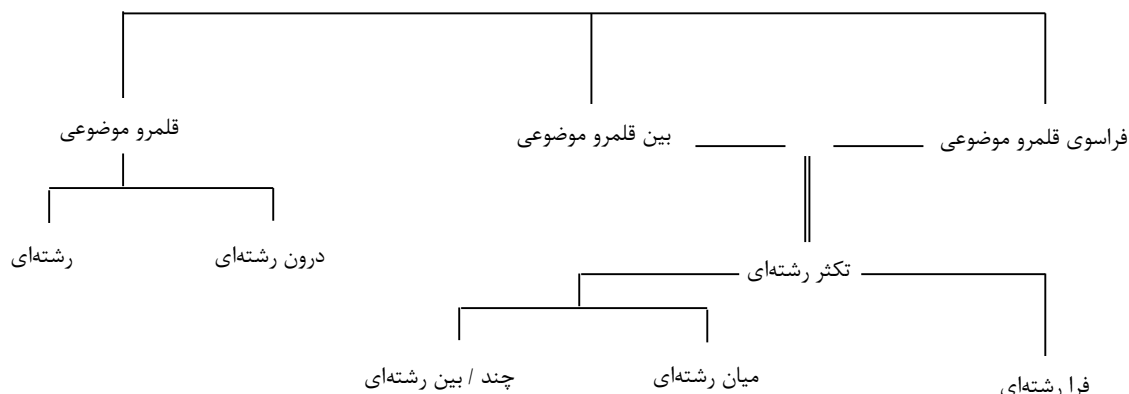 فراسوی قلمرو موضوعی
بین قلمرو موضوعی
قلمرو موضوعی
درون رشته‌ای
رشته‌ای
تکثر رشته‌ای
فرا رشته‌ای
میان رشته‌ای
چند / بین رشته‌ای